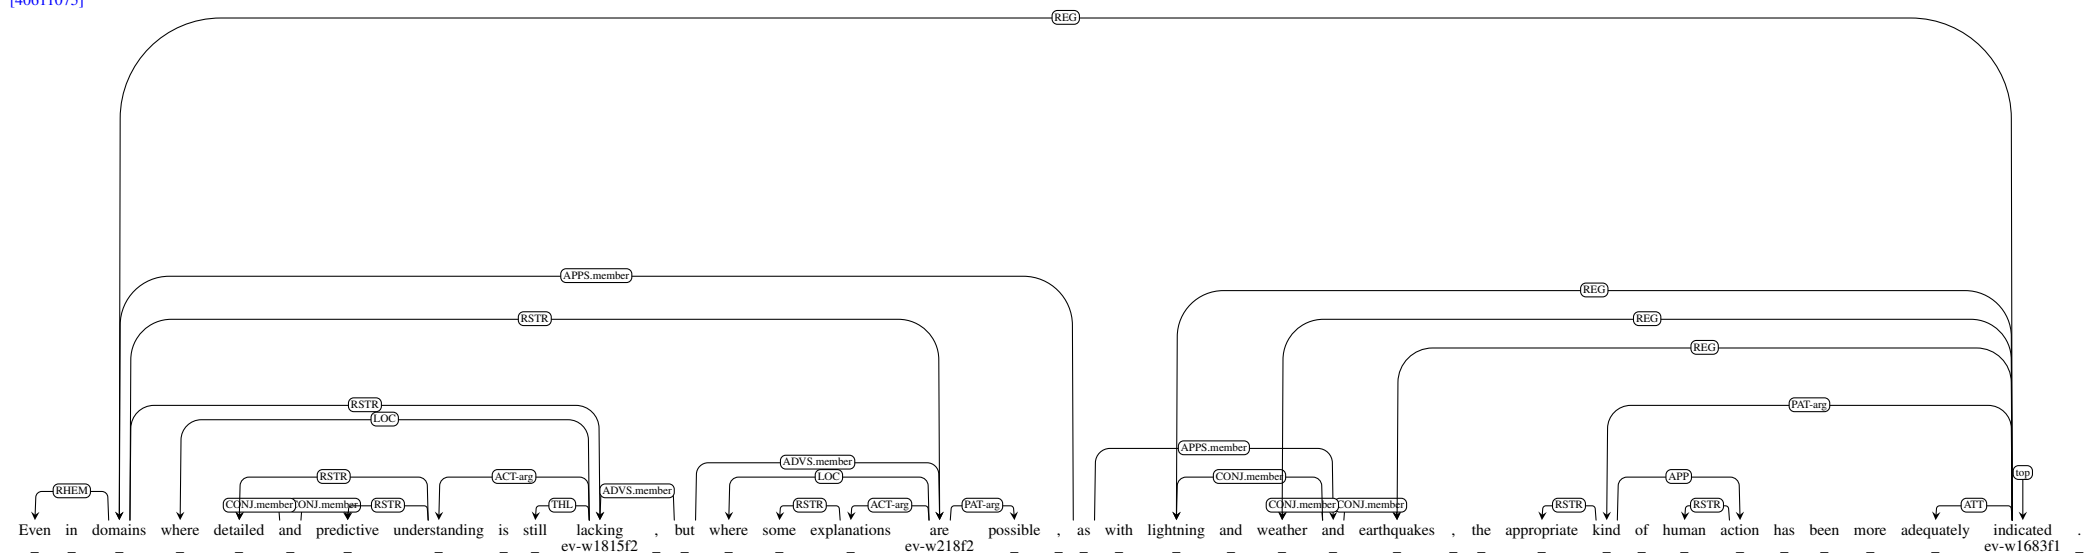 [40611075]
REG
APPS.member
REG
RSTR REG
REG
RSTR PAT-arg
LOC
APPS.member
ADVS.member
top
RSTR ACT-arg LOC CONJ.member APP
RHEM ADVS.member
CONJ.member CONJ.member RSTR THL RSTR ACT-arg PAT-arg CONJ.member CONJ.member RSTR RSTR ATT
Even in domains where detailed and predictive understanding is still lacking , but where some explanations are possible , as with lightning and weather and earthquakes , the appropriate kind of human action has been more adequately indicated .
ev-w1815f2 ev-w218f2 ev-w1683f1